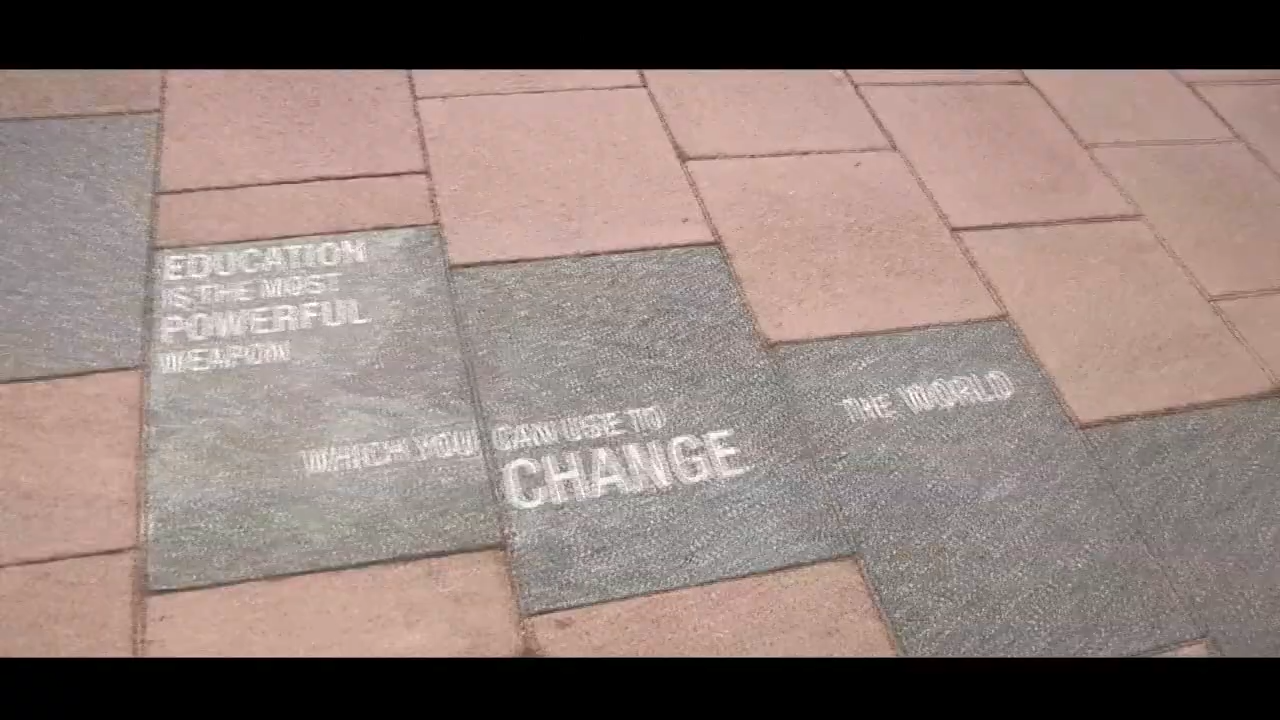 EDUCATION
IS THE MOST
POWERFUL
WEAPON
WHICH YOU CAN USE TO
CHANGE
THE WORLD